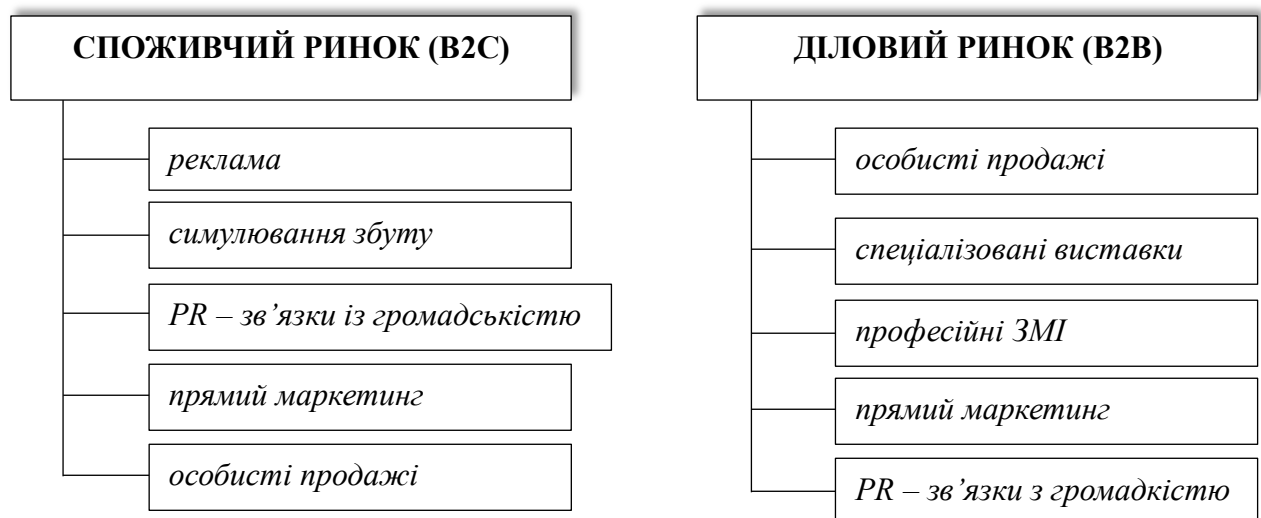 СПОЖИВЧИЙ РИНОК (B2C)
реклама
симулювання збуту
PR – зв’язки із громадськістю
прямий маркетинг
особисті продажі
ДІЛОВИЙ РИНОК (B2B)
особисті продажі
спеціалізовані виставки
професійні ЗМІ
прямий маркетинг
PR – зв’язки з громадкістю